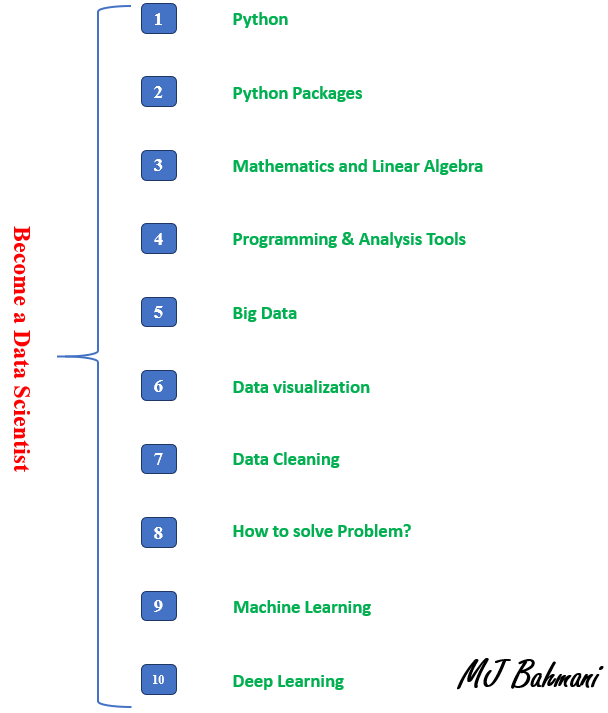 Become a Data Scientist
1 Python
2 Python Packages
3 Mathematics and Linear Algebra
4 Programming & Analysis Tools
5 Big Data
6 Data visualization
7 Data Cleaning
8 How to solve Problem?
9 Machine Learning
10 Deep Learning
MJ Bahmani